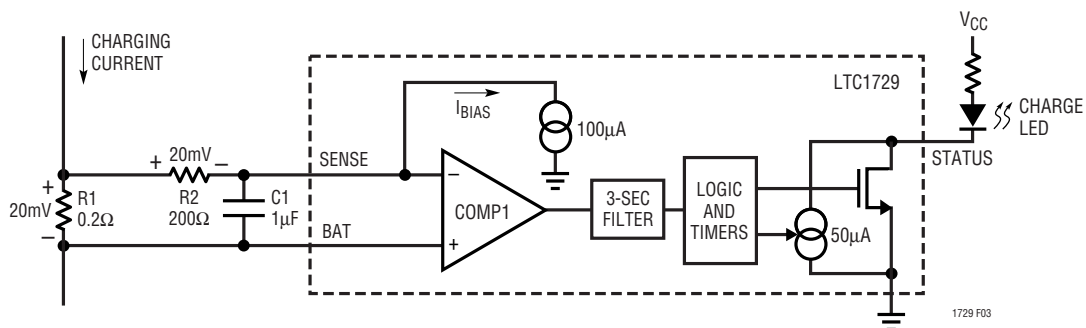 CHARGING
CURRENT
VCC
LTC1729
CHARGE
LED
IBIAS
100µA
+ 20mV –
SENSE
STATUS
+
20mV
–
R1
0.2Ω
R2
200Ω
C1
1µF
–
COMP1
+
3-SEC
FILTER
LOGIC
AND
TIMERS
50µA
BAT
1729 F03